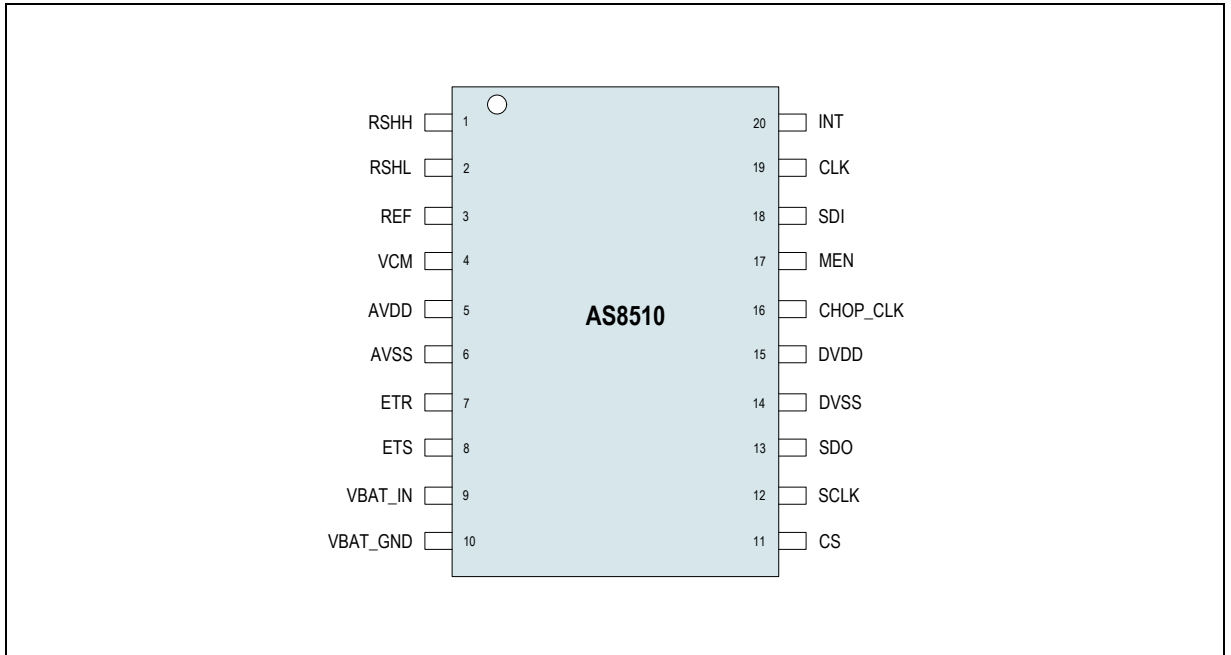 RSHH 1
RSHL 2
REF 3
VCM 4
AVDD 5
AVSS 6
ETR 7
ETS 8
VBAT_IN 9
VBAT_GND 10
AS8510
20 INT
19 CLK
18 SDI
17 MEN
16 CHOP_CLK
15 DVDD
14 DVSS
13 SDO
12 SCLK
11 CS